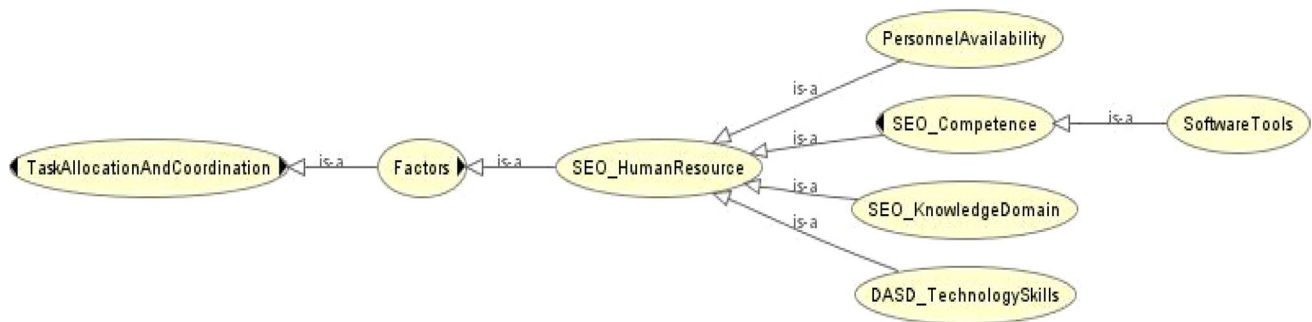 PersonnelAvailability
is-a
SEO_Competence
is-a
SoftwareTools
is-a
TaskAllocationAndCoordination
is-a
Factors
is-a
SEO_HumanResource
is-a
SEO_KnowledgeDomain
is-a
DASD_TechnologySkills